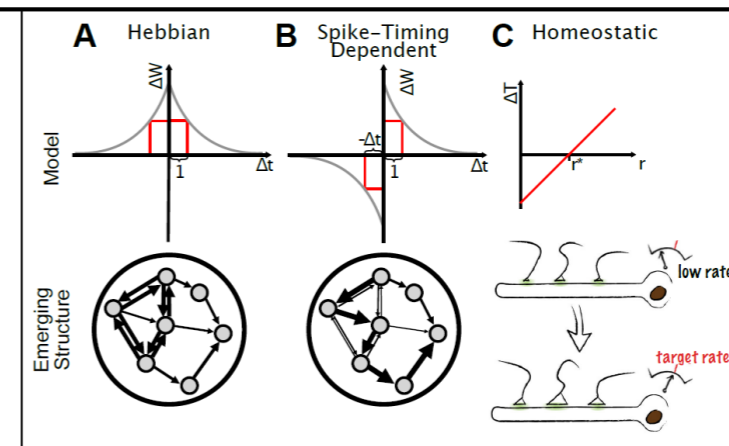 A Hebbian
B Spike-Timing
Dependent
C Homeostatic
Model
ΔW
Δt
1
ΔW
-Δt
1
Δt
ΔT
r*
r
Emerging
Structure
low rate
target rate